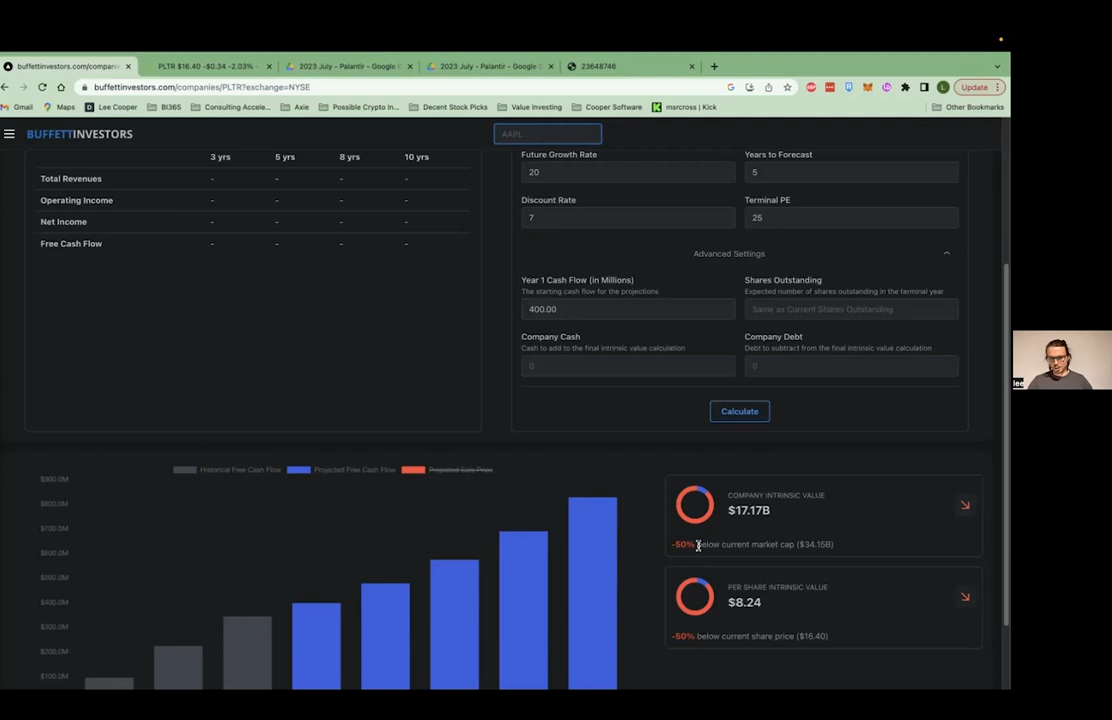 buffettinvestors.com/compani
PLTR $16.40 -$0.34 -2.03%
2023 July - Palantir - Google D
2023 July - Palantir - Google D
23648746
buffettinvestors.com/companies/PLTR?exchange=NYSE
Update
Gmail
Maps
Lee Cooper
BI365
Consulting Accele...
Axie
Possible Crypto In...
Decent Stock Picks
Value Investing
Cooper Software
msrcross | Kick
Other Bookmarks
BUFFETTINVESTORS
AAPL
3 yrs 5 yrs 8 yrs 10 yrs
Total Revenues - - - -
Operating Income - - - -
Net Income - - - -
Free Cash Flow - - - -
Future Growth Rate
20
Years to Forecast
5
Discount Rate
7
Terminal PE
25
Advanced Settings
Year 1 Cash Flow (in Millions)
The starting cash flow for the projections
400.00
Shares Outstanding
Expected number of shares outstanding in the terminal year
Same as Current Shares Outstanding
Company Cash
Cash to add to the final intrinsic value calculation
0
Company Debt
Debt to subtract from the final intrinsic value calculation
0
Calculate
Historical Free Cash Flow
Projected Free Cash Flow
Projected Sale Price
$900.0M
$800.0M
$700.0M
$600.0M
$500.0M
$400.0M
$300.0M
$200.0M
$100.0M
COMPANY INTRINSIC VALUE
$17.17B
-50% below current market cap ($34.15B)
PER SHARE INTRINSIC VALUE
$8.24
-50% below current share price ($16.40)
lee